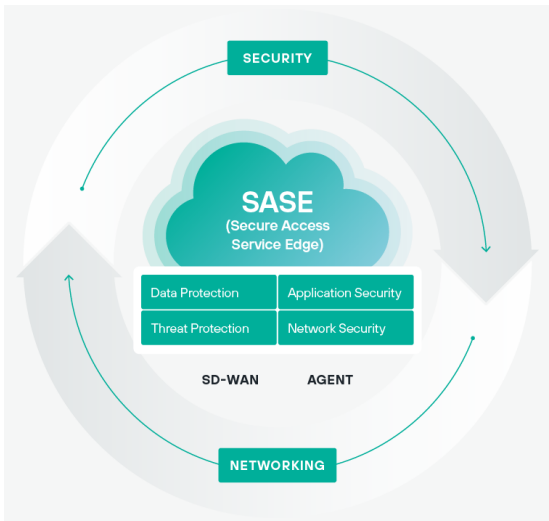 SECURITY
SASE
(Secure Access
Service Edge)
Data Protection
Application Security
Threat Protection
Network Security
SD-WAN
AGENT
NETWORKING